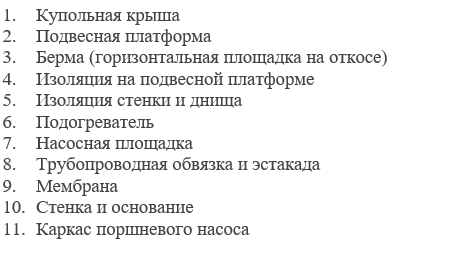 1. Купольная крыша
2. Подвесная платформа
3. Берма (горизонтальная площадка на откосе)
4. Изоляция на подвесной платформе
5. Изоляция стенки и днища
6. Подогреватель
7. Насосная площадка
8. Трубопроводная обвязка и эстакада
9. Мембрана
10. Стенка и основание
11. Каркас поршневого насоса